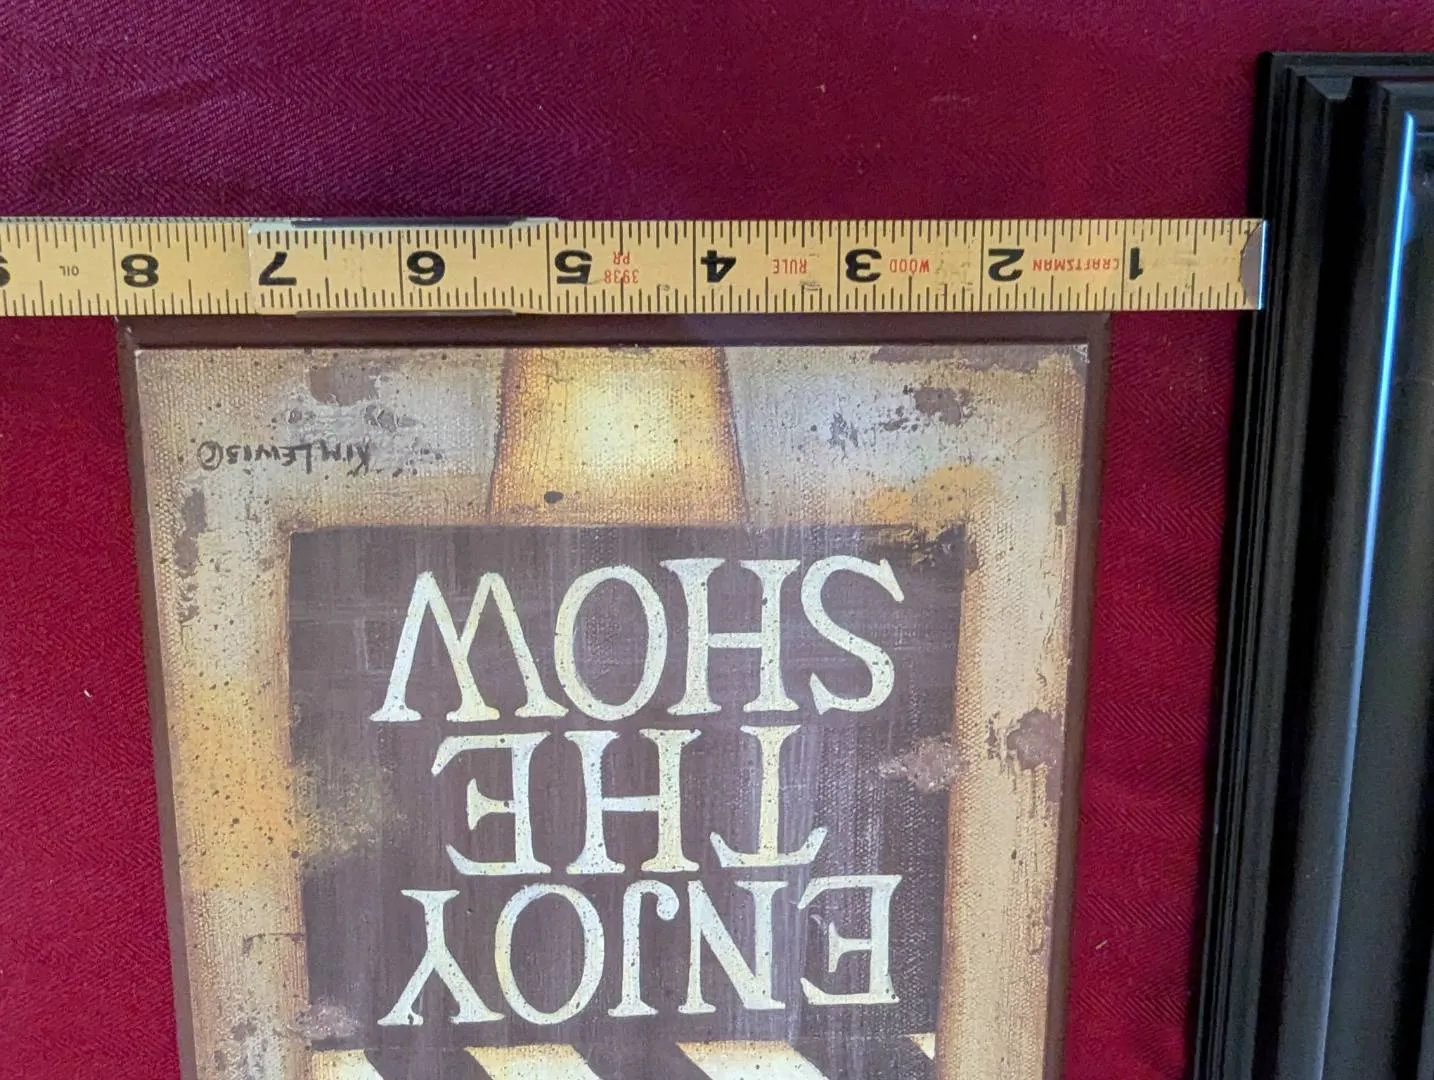 ENJOY
THE
SHOW
KIM LEWIS ©
1 CRAFTSMAN 2 WOOD 3 RULE 4 3938 5 6 7 8 OIL 9
PR